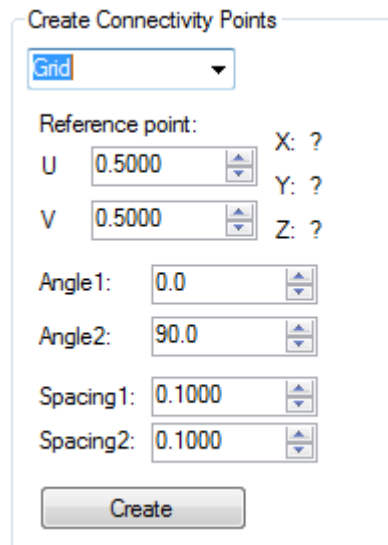 Create Connectivity Points
Grid
Reference point:
U 0.5000 X: ?
Y: ?
V 0.5000 Z: ?
Angle1: 0.0
Angle2: 90.0
Spacing1: 0.1000
Spacing2: 0.1000
Create